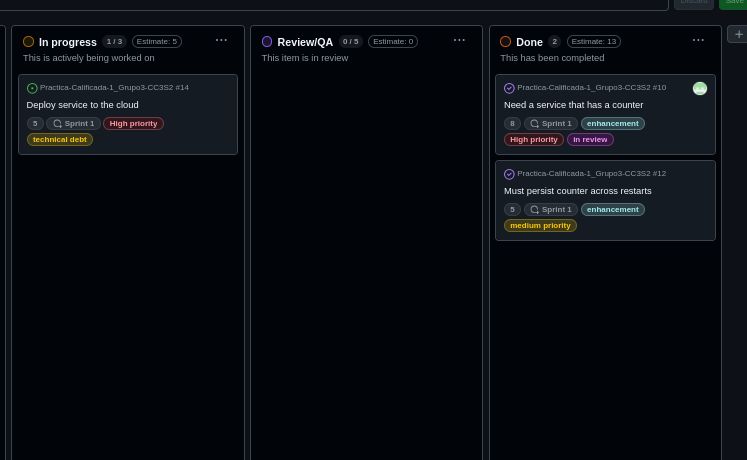 Discard
Save
In progress 1 / 3 Estimate: 5 ...
This is actively being worked on
Practica-Calificada-1_Grupo3-CC3S2 #14
Deploy service to the cloud
5 Sprint 1 High priority
technical debt
Review/QA 0 / 5 Estimate: 0 ...
This item is in review
Done 2 Estimate: 13 ...
This has been completed
Practica-Calificada-1_Grupo3-CC3S2 #10
Need a service that has a counter
8 Sprint 1 enhancement
High priority In review
Practica-Calificada-1_Grupo3-CC3S2 #12
Must persist counter across restarts
5 Sprint 1 enhancement
medium priority